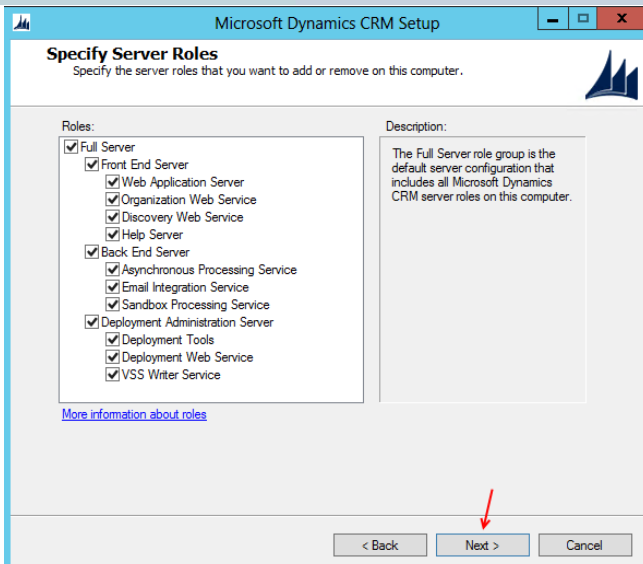 Microsoft Dynamics CRM Setup
Specify Server Roles
Specify the server roles that you want to add or remove on this computer.
Roles:
Full Server
Front End Server
Web Application Server
Organization Web Service
Discovery Web Service
Help Server
Back End Server
Asynchronous Processing Service
Email Integration Service
Sandbox Processing Service
Deployment Administration Server
Deployment Tools
Deployment Web Service
VSS Writer Service
More information about roles
Description:
The Full Server role group is the
default server configuration that
includes all Microsoft Dynamics
CRM server roles on this computer.
< Back
Next >
Cancel